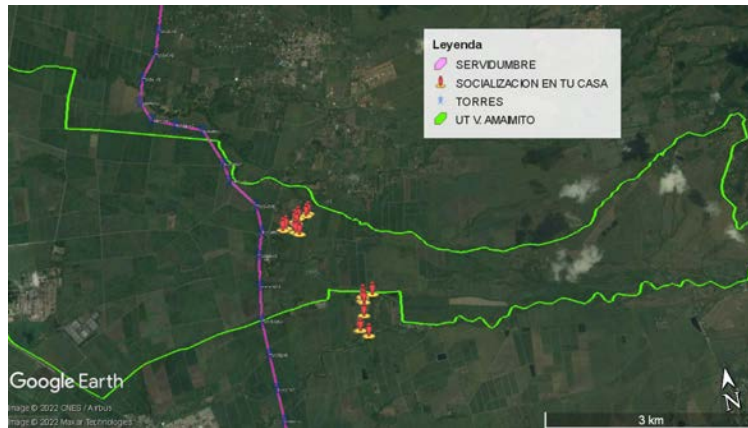 Leyenda
SERVIDUMBRE
SOCIALIZACION EN TU CASA
TORRES
UT V. AMAIMITO
Google Earth
Image © 2022 CNES / Airbus
Image © 2022 Maxar Technologies
N
3 km